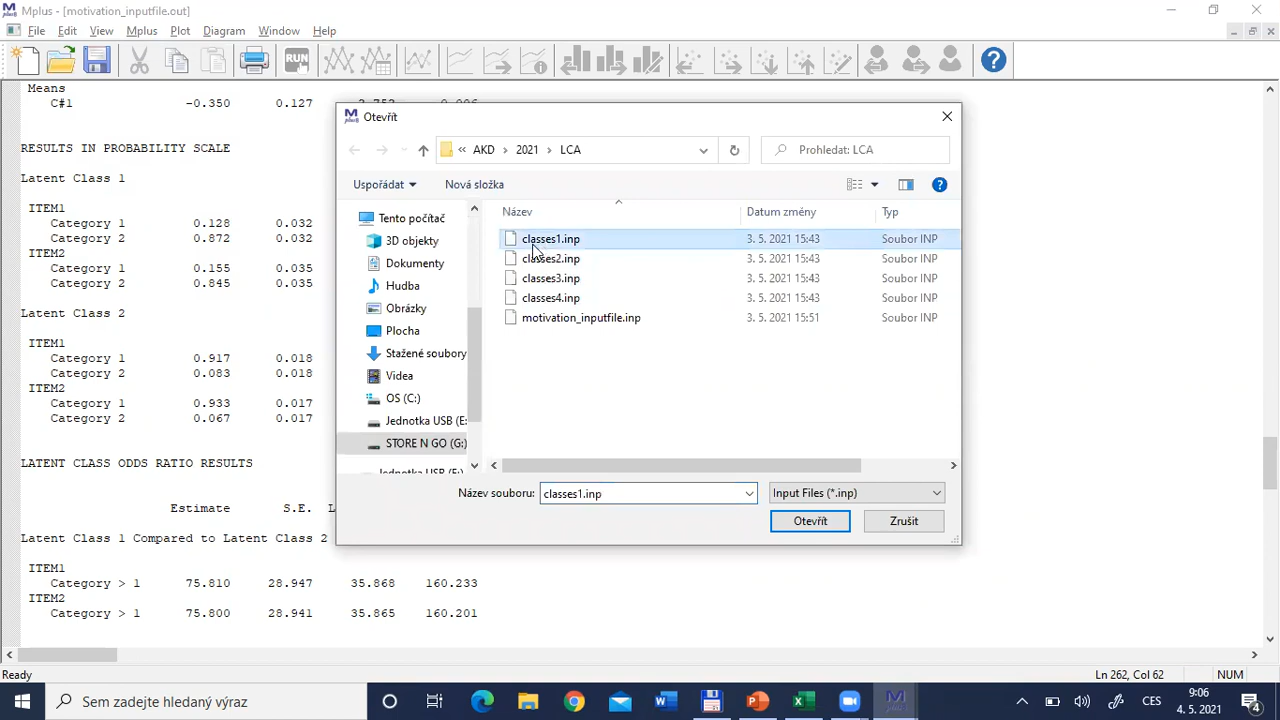 Mplus - [motivation_inputfile.out]
File Edit View Mplus Plot Diagram Window Help
RUN
Means
C#1 -0.350 0.127
RESULTS IN PROBABILITY SCALE
Latent Class 1
ITEM1
Category 1 0.128 0.032
Category 2 0.872 0.032
ITEM2
Category 1 0.155 0.035
Category 2 0.845 0.035
Latent Class 2
ITEM1
Category 1 0.917 0.018
Category 2 0.083 0.018
ITEM2
Category 1 0.933 0.017
Category 2 0.067 0.017
LATENT CLASS ODDS RATIO RESULTS
Estimate S.E. L
Latent Class 1 Compared to Latent Class 2
ITEM1
Category > 1 75.810 28.947 35.868 160.233
ITEM2
Category > 1 75.800 28.941 35.865 160.201
Otevřít
« AKD › 2021 › LCA
Prohledat: LCA
Uspořádat Nová složka
Tento počítač
3D objekty
Dokumenty
Hudba
Obrázky
Plocha
Stažené soubory
Videa
OS (C:)
Jednotka USB (E:
STORE N GO (G:)
Jednotka USB (E:)
Název Datum změny Typ
classes1.inp 3. 5. 2021 15:43 Soubor INP
classes2.inp 3. 5. 2021 15:43 Soubor INP
classes3.inp 3. 5. 2021 15:43 Soubor INP
classes4.inp 3. 5. 2021 15:43 Soubor INP
motivation_inputfile.inp 3. 5. 2021 15:51 Soubor INP
Název souboru: classes1.inp Input Files (*.inp)
Otevřít Zrušit
Ready Ln 262, Col 62 NUM
Sem zadejte hledaný výraz
CES
9:06
4. 5. 2021
4